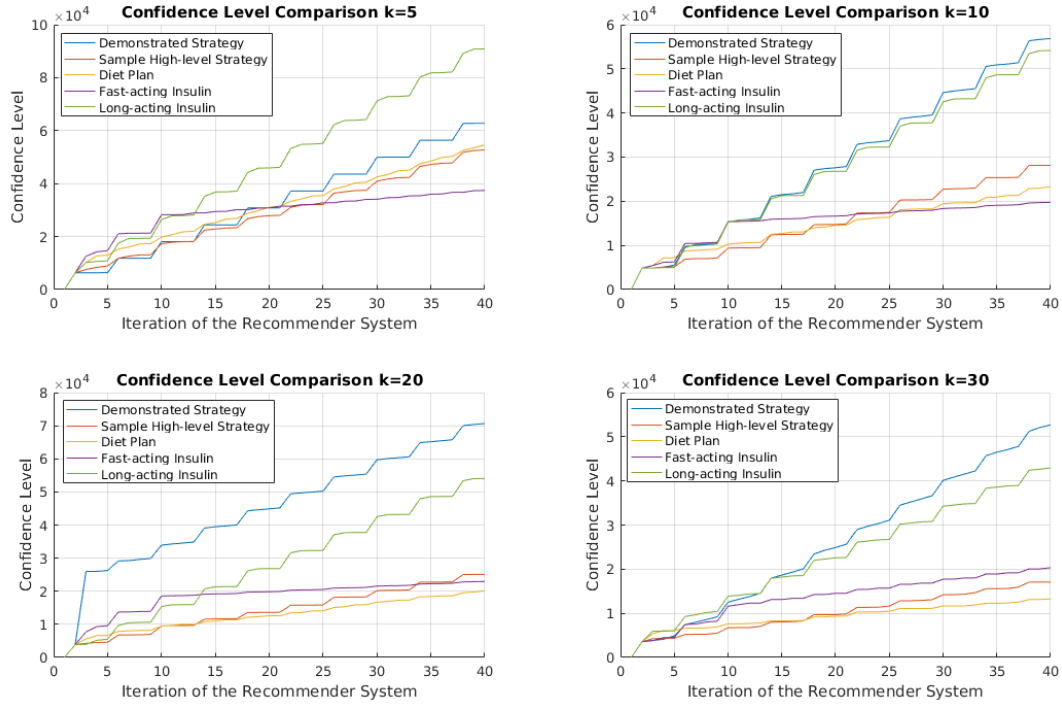 Confidence Level Comparison k=5
×10⁴
10
8
6
4
2
0
0 5 10 15 20 25 30 35 40
Confidence Level
Iteration of the Recommender System
Demonstrated Strategy
Sample High-level Strategy
Diet Plan
Fast-acting Insulin
Long-acting Insulin
Confidence Level Comparison k=10
×10⁴
6
5
4
3
2
1
0
0 5 10 15 20 25 30 35 40
Confidence Level
Iteration of the Recommender System
Demonstrated Strategy
Sample High-level Strategy
Diet Plan
Fast-acting Insulin
Long-acting Insulin
Confidence Level Comparison k=20
×10⁴
8
7
6
5
4
3
2
1
0
0 5 10 15 20 25 30 35 40
Confidence Level
Iteration of the Recommender System
Demonstrated Strategy
Sample High-level Strategy
Diet Plan
Fast-acting Insulin
Long-acting Insulin
Confidence Level Comparison k=30
×10⁴
6
5
4
3
2
1
0
0 5 10 15 20 25 30 35 40
Confidence Level
Iteration of the Recommender System
Demonstrated Strategy
Sample High-level Strategy
Diet Plan
Fast-acting Insulin
Long-acting Insulin